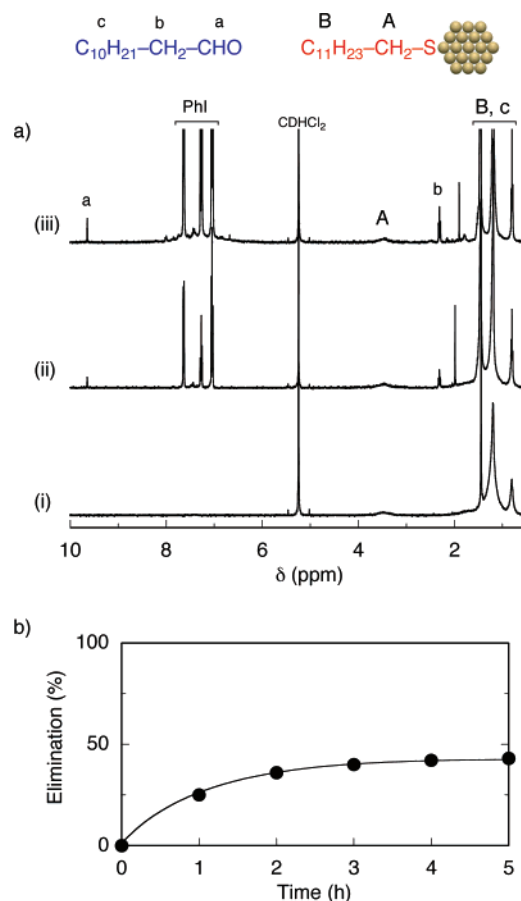 c b a
C₁₀H₂₁–CH₂–CHO
B A
C₁₁H₂₃–CH₂–S
a)
PhI
CDHCl₂
B, c
a
A
b
(iii)
(ii)
(i)
10 8 6 4 2
δ (ppm)
b)
Elimination (%)
100
50
0
0 1 2 3 4 5
Time (h)